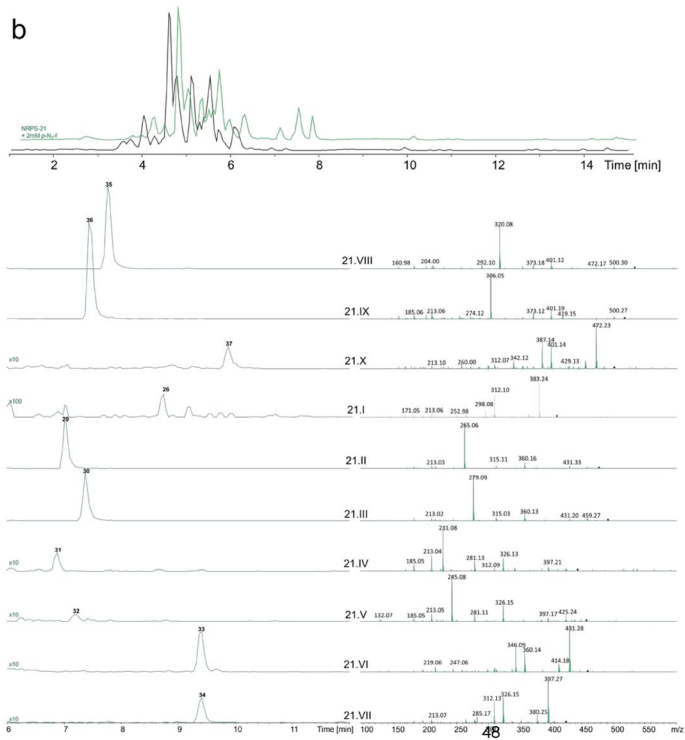 b
NRPS-21
+ 2mM p-N₃-f
2 4 6 8 10 12 14 Time [min]
35
320.08
160.98 204.00 292.10 373.18 401.12 472.17 500.30
21.VIII
36
306.05
185.06 213.06 274.12 373.12 401.19 419.15 500.27
21.IX
x10
37
472.23
387.14
401.14
213.10 260.00 312.07 342.12 429.13
21.X
x100
26
383.24
312.10
171.05 213.06 252.98 298.08
21.I
29
265.06
213.03 315.11 360.16 431.33
21.II
30
279.09
213.02 315.03 360.13 431.20 459.27
21.III
x10
31
231.08
213.04
185.05 281.13 312.09 326.13 397.21
21.IV
x10
32
245.08
132.07 185.05 213.05 281.11 326.15 397.17 425.24
21.V
x10
33
431.28
346.09
360.14
219.06 247.06 414.18
21.VI
x10
34
397.27
326.15
312.13
213.07 285.17 380.25
21.VII
6 7 8 9 10 11 Time [min] 100 150 200 250 300 350 400 450 500 550 m/z 600
48